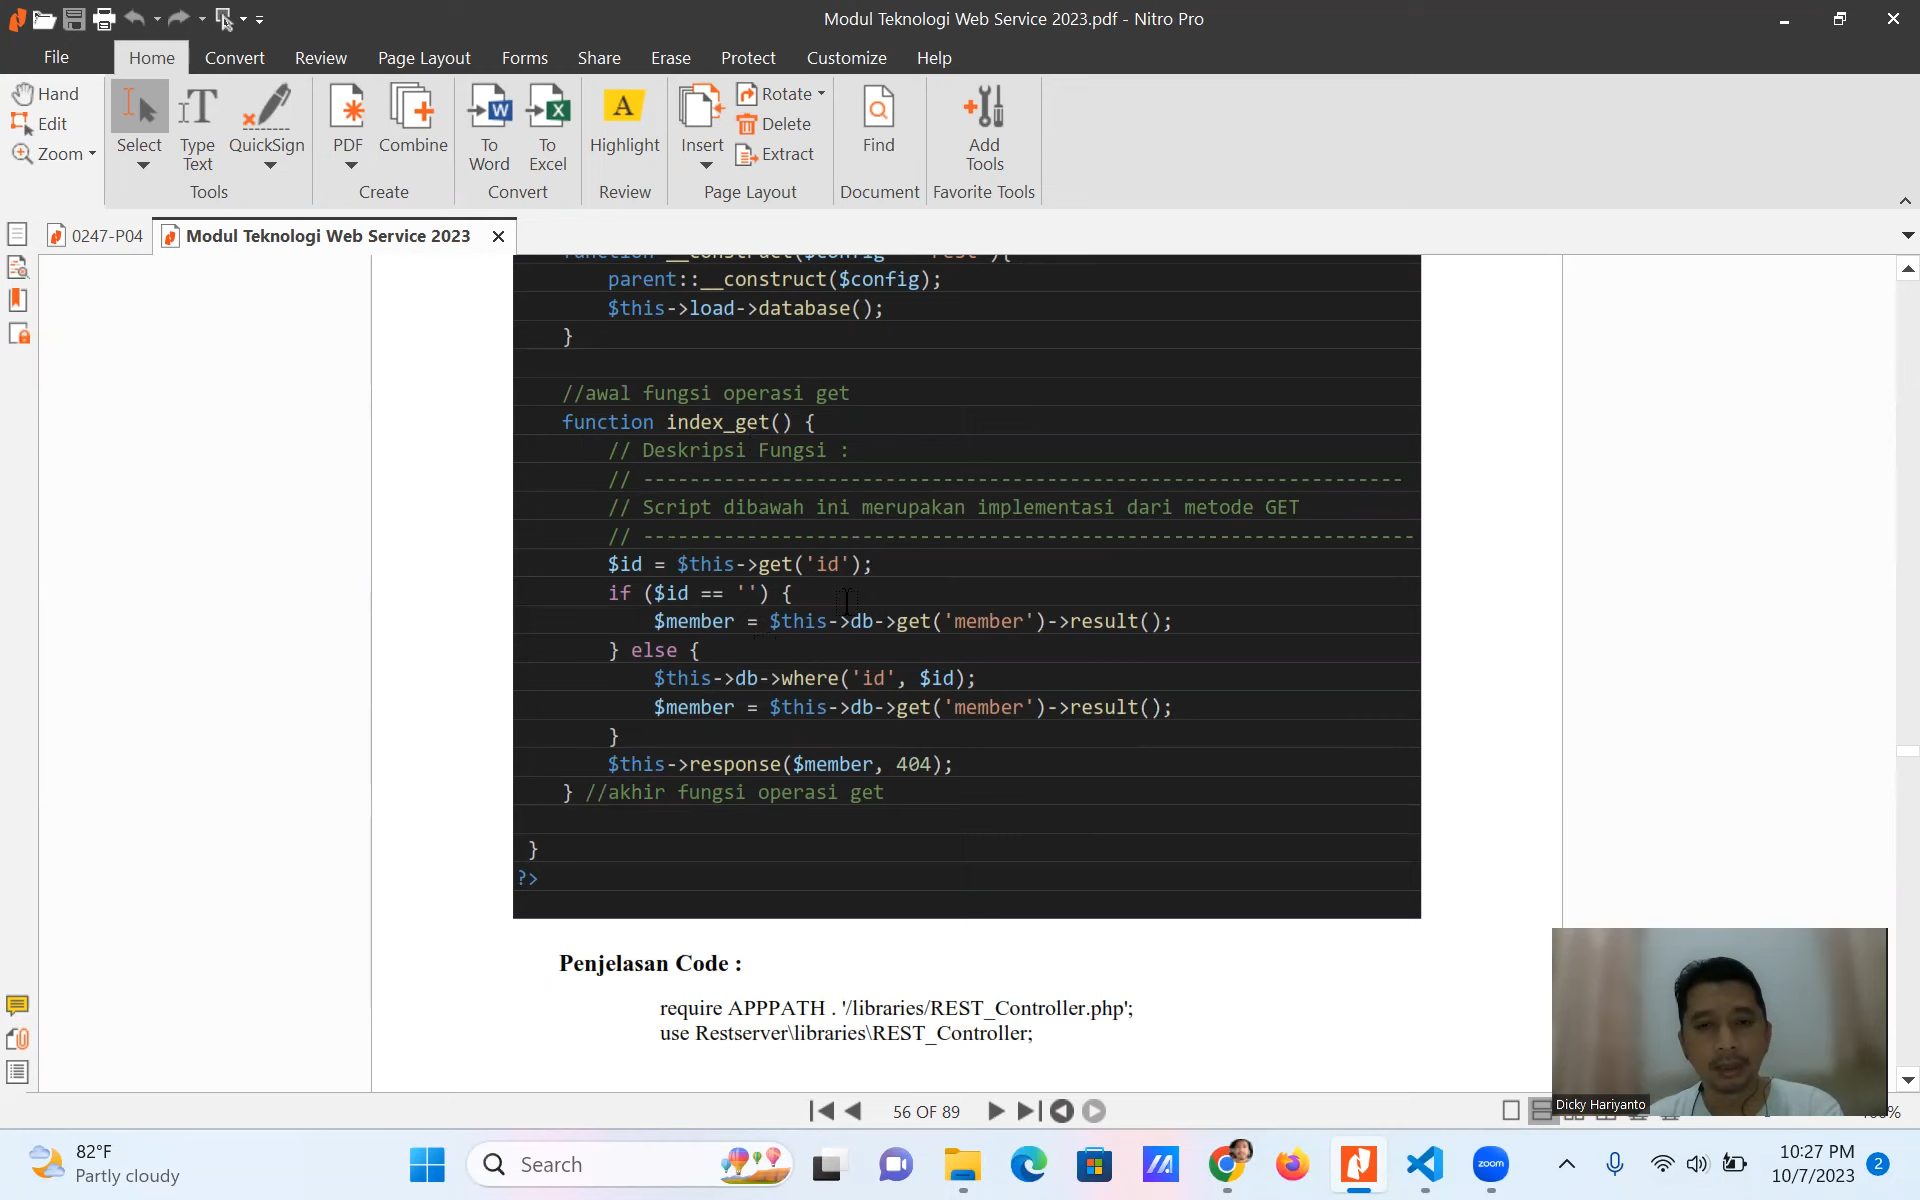 Modul Teknologi Web Service 2023.pdf - Nitro Pro
File Home Convert Review Page Layout Forms Share Erase Protect Customize Help
Hand
Edit
Zoom
Select
Type Text
QuickSign
Tools
PDF
Combine
Create
To Word
To Excel
Convert
Highlight
Review
Insert
Rotate
Delete
Extract
Page Layout
Find
Document
Add Tools
Favorite Tools
0247-P04
Modul Teknologi Web Service 2023
parent::__construct($config);
$this->load->database();
}
//awal fungsi operasi get
function index_get() {
// Deskripsi Fungsi :
// ------------------------------------------------------------------
// Script dibawah ini merupakan implementasi dari metode GET
// -------------------------------------------------------------------
$id = $this->get('id');
if ($id == '') {
$member = $this->db->get('member')->result();
} else {
$this->db->where('id', $id);
$member = $this->db->get('member')->result();
}
$this->response($member, 404);
} //akhir fungsi operasi get
}
?>
Penjelasan Code :
require APPPATH . '/libraries/REST_Controller.php';
use Restserver\libraries\REST_Controller;
Dicky Hariyanto
56 OF 89
82°F
Partly cloudy
Search
zoom
10:27 PM
10/7/2023
2